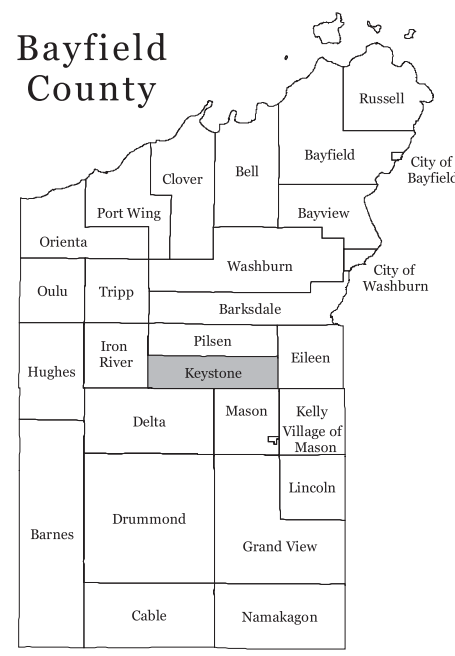 Bayfield
County
Russell
Bayfield
City of
Bayfield
Clover
Bell
Port Wing
Bayview
Orienta
Washburn
City of
Washburn
Oulu
Tripp
Barksdale
Pilsen
Iron
River
Eileen
Hughes
Keystone
Delta
Mason
Kelly
Village of
Mason
Lincoln
Drummond
Barnes
Grand View
Cable
Namakagon